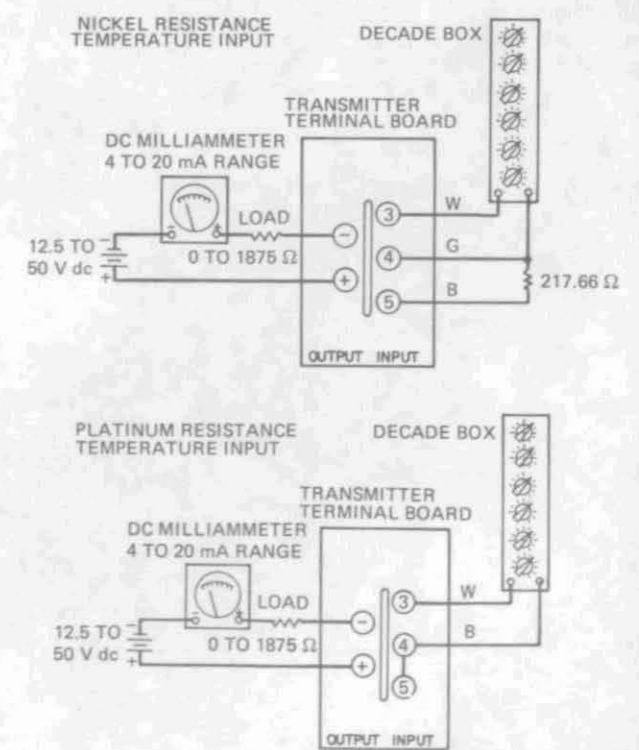 NICKEL RESISTANCE
TEMPERATURE INPUT
DECADE BOX
TRANSMITTER
TERMINAL BOARD
DC MILLIAMMETER
4 TO 20 mA RANGE
LOAD
0 TO 1875 Ω
12.5 TO
50 V dc
−
+
−
+
−
+
3
4
5
W
G
B
217.66 Ω
OUTPUT INPUT
PLATINUM RESISTANCE
TEMPERATURE INPUT
DECADE BOX
TRANSMITTER
TERMINAL BOARD
DC MILLIAMMETER
4 TO 20 mA RANGE
LOAD
0 TO 1875 Ω
12.5 TO
50 V dc
−
+
−
+
−
+
3
4
5
W
B
OUTPUT INPUT